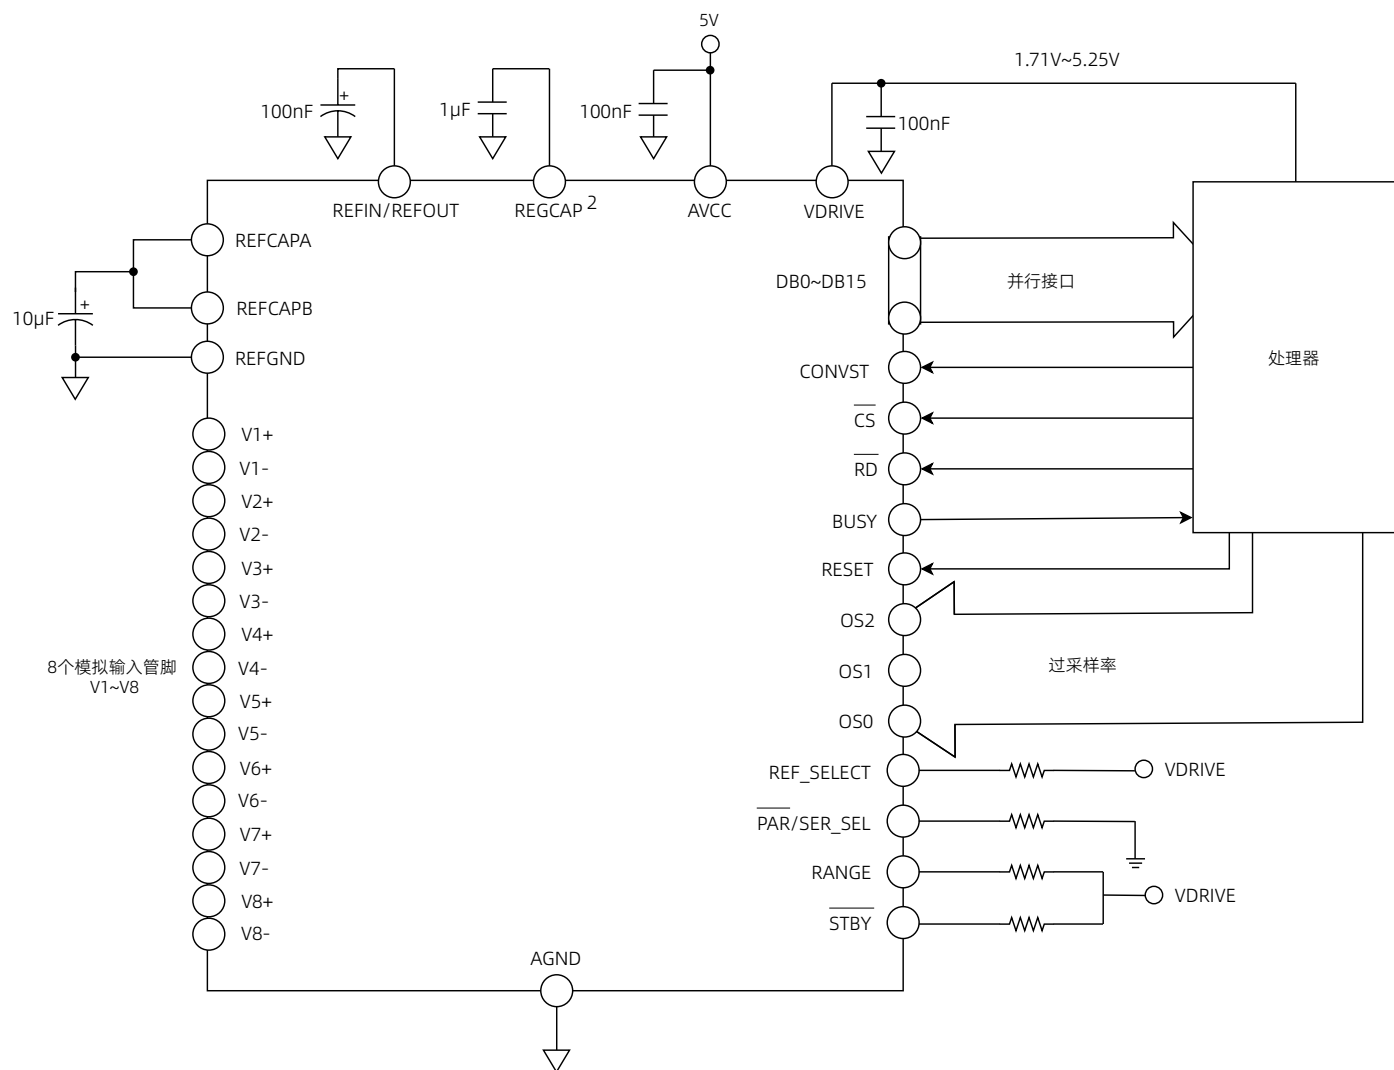 5V
1.71V~5.25V
100nF
+
1μF
100nF
100nF
REFIN/REFOUT
REGCAP 2
AVCC
VDRIVE
REFCAPA
REFCAPB
REFGND
10μF
+
DB0~DB15
并行接口
处理器
CONVST
CS
RD
BUSY
RESET
OS2
OS1
OS0
过采样率
V1+
V1-
V2+
V2-
V3+
V3-
V4+
V4-
V5+
V5-
V6+
V6-
V7+
V7-
V8+
V8-
8个模拟输入管脚
V1~V8
REF_SELECT
VDRIVE
PAR/SER_SEL
RANGE
VDRIVE
STBY
AGND